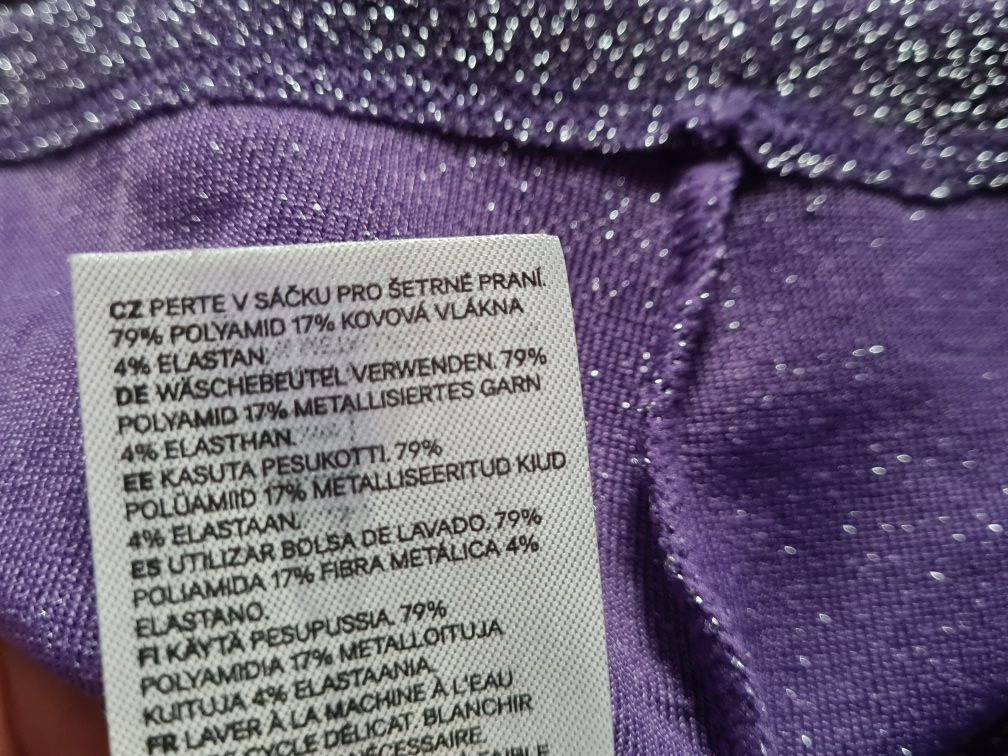 CZ PERTE V SÁČKU PRO ŠETRNÉ PRANÍ.
79% POLYAMID 17% KOVOVÁ VLÁKNA
4% ELASTAN.
DE WÄSCHEBEUTEL VERWENDEN. 79%
POLYAMID 17% METALLISIERTES GARN
4% ELASTHAN.
EE KASUTA PESUKOTTI. 79%
POLÜAMIID 17% METALLISEERITUD KIUD
4% ELASTAAN.
ES UTILIZAR BOLSA DE LAVADO. 79%
POLIAMIDA 17% FIBRA METÁLICA 4%
ELASTANO.
FI KÄYTÄ PESUPUSSIA. 79%
POLYAMIDIA 17% METALLOITUJA
KUITUJA 4% ELASTAANIA.
FR LAVER À LA MACHINE À L'EAU
CYCLE DÉLICAT. BLANCHIR
NÉCESSAIRE.
FAIBLE